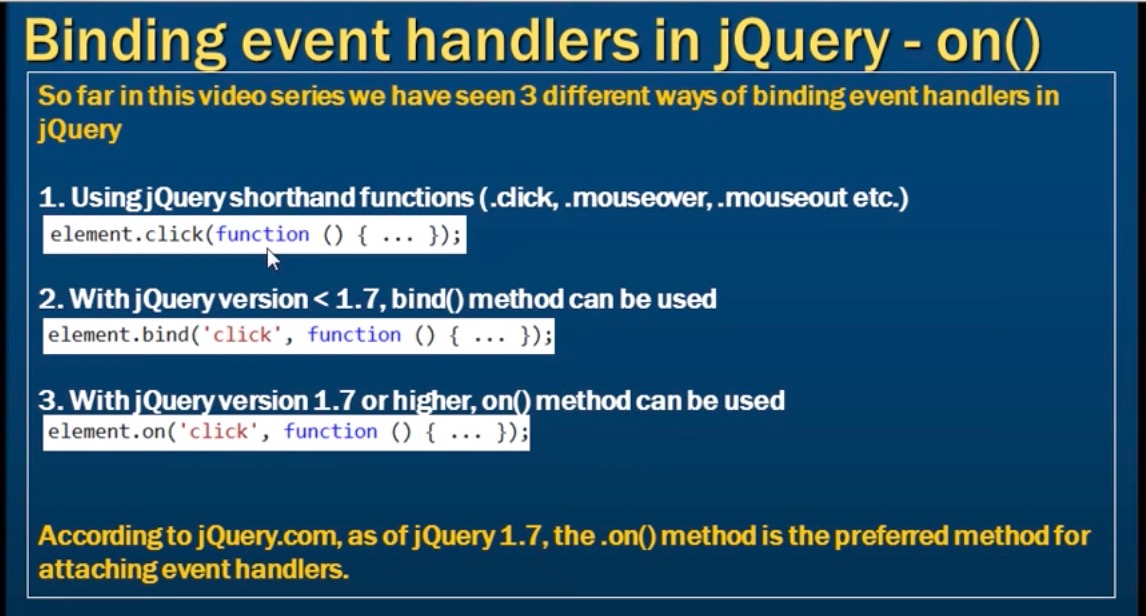 Binding event handlers in jQuery - on()
So far in this video series we have seen 3 different ways of binding event handlers in
jQuery
1. Using jQuery shorthand functions (.click, .mouseover, .mouseout etc.)
element.click(function () { ... });
2. With jQuery version < 1.7, bind() method can be used
element.bind('click', function () { ... });
3. With jQuery version 1.7 or higher, on() method can be used
element.on('click', function () { ... });
According to jQuery.com, as of jQuery 1.7, the .on() method is the preferred method for
attaching event handlers.